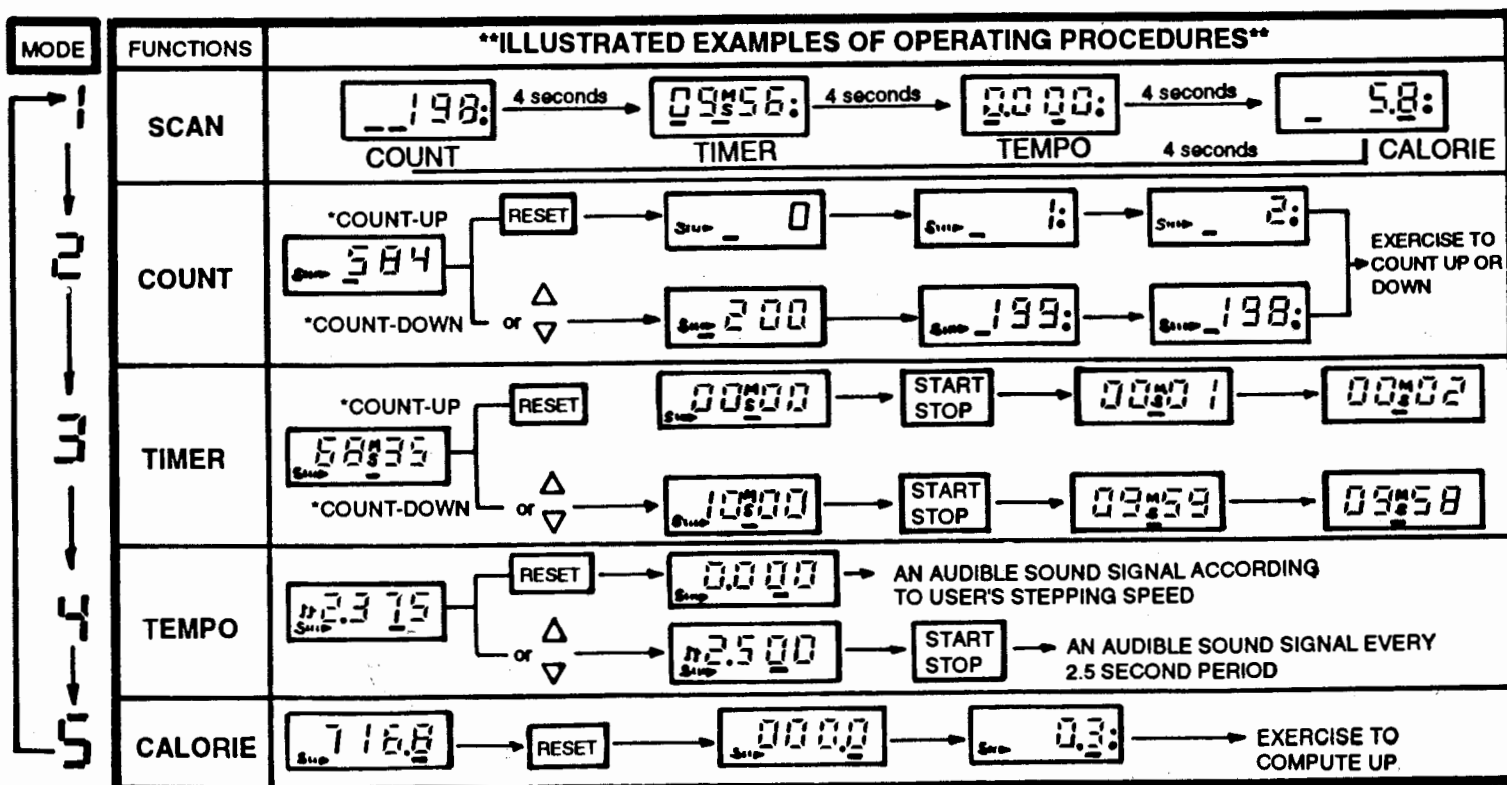 MODE FUNCTIONS **ILLUSTRATED EXAMPLES OF OPERATING PROCEDURES**
1 SCAN 198: 4 seconds 09 M S 56: 4 seconds 0.000: 4 seconds 5.8:
COUNT TIMER TEMPO 4 seconds CALORIE
2 COUNT
*COUNT-UP RESET 0 1: 2:
584
EXERCISE TO
COUNT UP OR
DOWN
*COUNT-DOWN or △ ▽ 200 199: 198:
3 TIMER
*COUNT-UP RESET 00 M S 00 START
STOP 00 M S 01 00 M S 02
68 M S 35
*COUNT-DOWN or △ ▽ 10 M S 00 START
STOP 09 M S 59 09 M S 58
4 TEMPO
2.375
RESET 0.000 AN AUDIBLE SOUND SIGNAL ACCORDING
TO USER'S STEPPING SPEED
or △ ▽ 2.500 START
STOP AN AUDIBLE SOUND SIGNAL EVERY
2.5 SECOND PERIOD
5 CALORIE 716.8 RESET 000.0 0.3: EXERCISE TO
COMPUTE UP